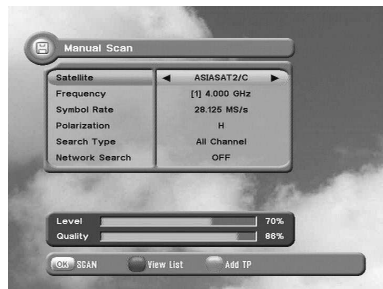 Manual Scan
Satellite ASIASAT2/C
Frequency [1] 4.000 GHz
Symbol Rate 28.125 MS/s
Polarization H
Search Type All Channel
Network Search OFF
Level 70%
Quality 86%
OK SCAN View List Add TP